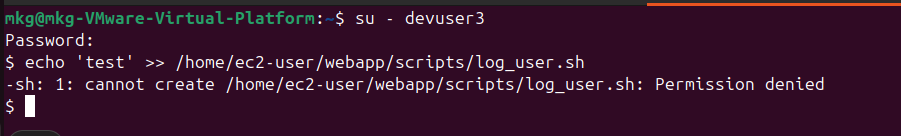 mkg@mkg-VMware-Virtual-Platform:~$ su - devuser3
Password:
$ echo 'test' >> /home/ec2-user/webapp/scripts/log_user.sh
-sh: 1: cannot create /home/ec2-user/webapp/scripts/log_user.sh: Permission denied
$